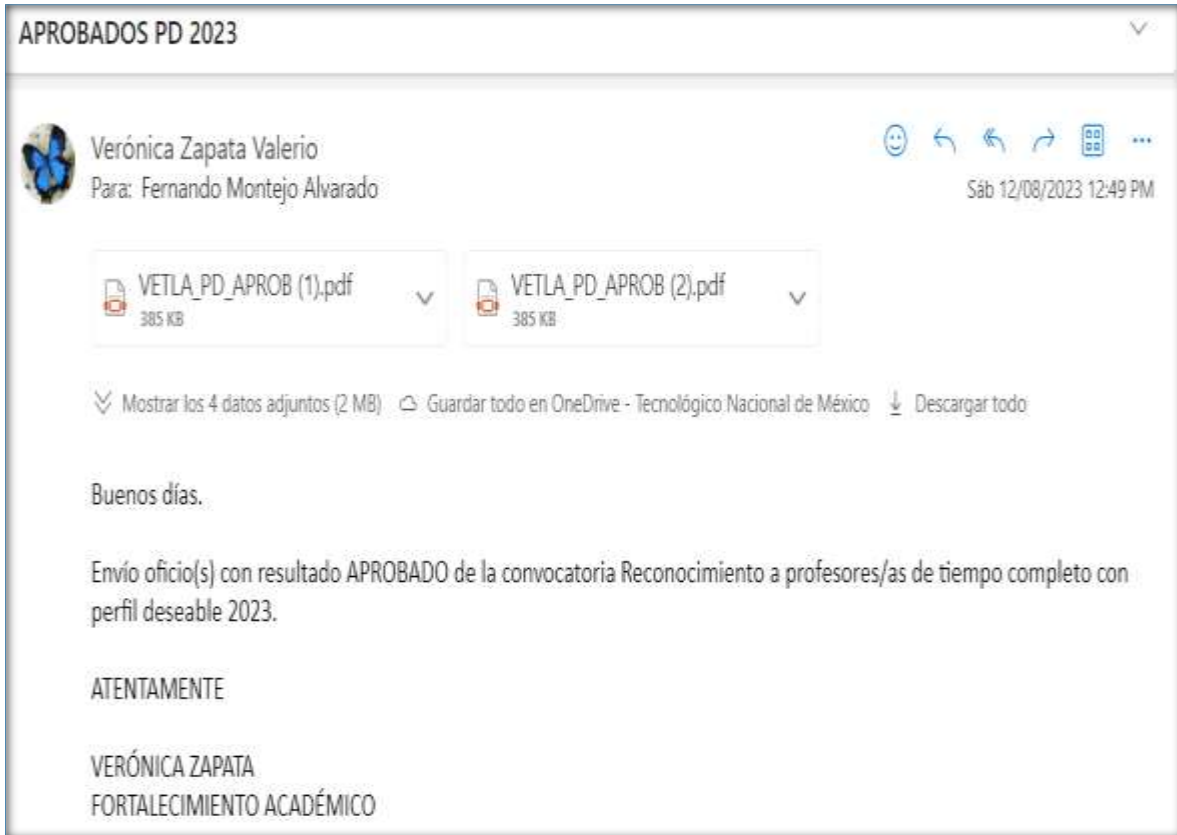 APROBADOS PD 2023
Verónica Zapata Valerio
Para: Fernando Montejo Alvarado
Sáb 12/08/2023 12:49 PM
VETLA_PD_APROB (1).pdf
385 KB
VETLA_PD_APROB (2).pdf
385 KB
Mostrar los 4 datos adjuntos (2 MB) Guardar todo en OneDrive - Tecnológico Nacional de México Descargar todo
Buenos días.
Envío oficio(s) con resultado APROBADO de la convocatoria Reconocimiento a profesores/as de tiempo completo con
perfil deseable 2023.
ATENTAMENTE
VERÓNICA ZAPATA
FORTALECIMIENTO ACADÉMICO